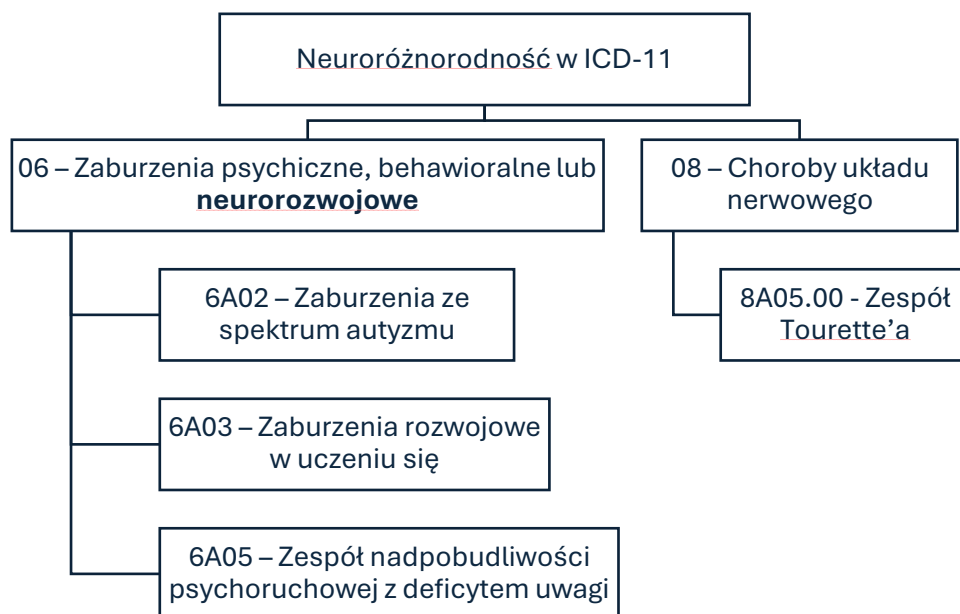 Neuroróżnorodność w ICD-11
06 – Zaburzenia psychiczne, behawioralne lub
neurorozwojowe
08 – Choroby układu
nerwowego
6A02 – Zaburzenia ze
spektrum autyzmu
8A05.00 - Zespół
Tourette’a
6A03 – Zaburzenia rozwojowe
w uczeniu się
6A05 – Zespół nadpobudliwości
psychoruchowej z deficytem uwagi